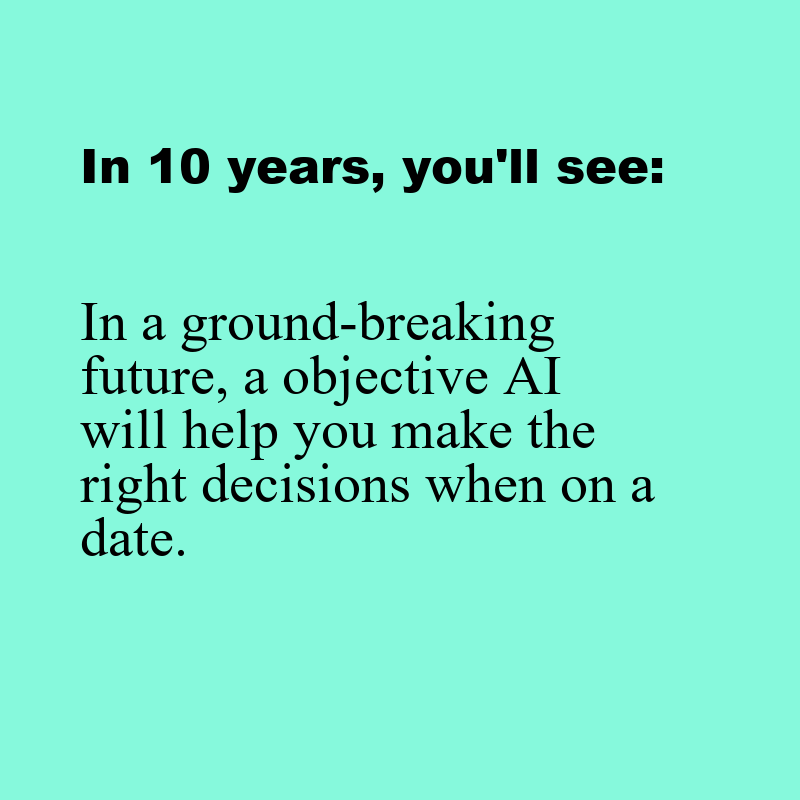 In 10 years, you'll see:
In a ground-breaking
future, a objective AI
will help you make the
right decisions when on a
date.